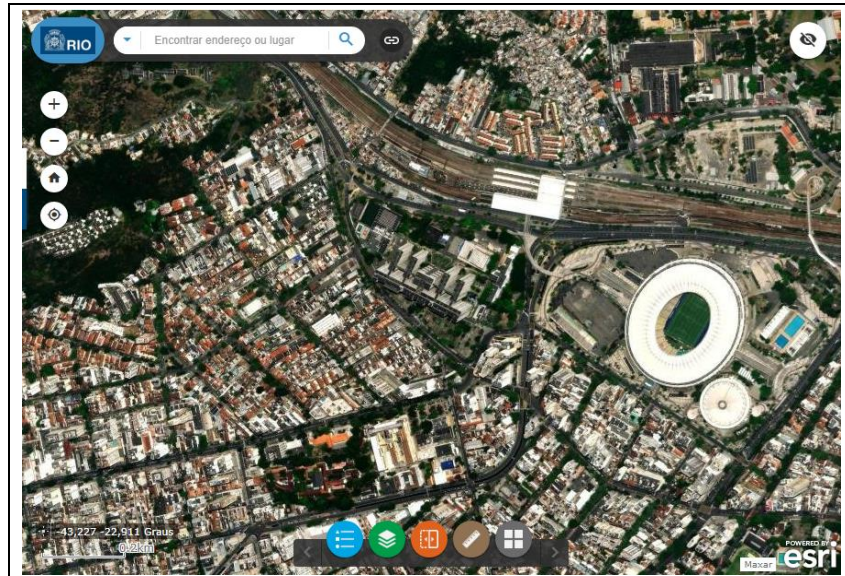 RIO
Encontrar endereço ou lugar
-43,227 -22,911 Graus
0.2km
Maxar
POWERED BY
esri